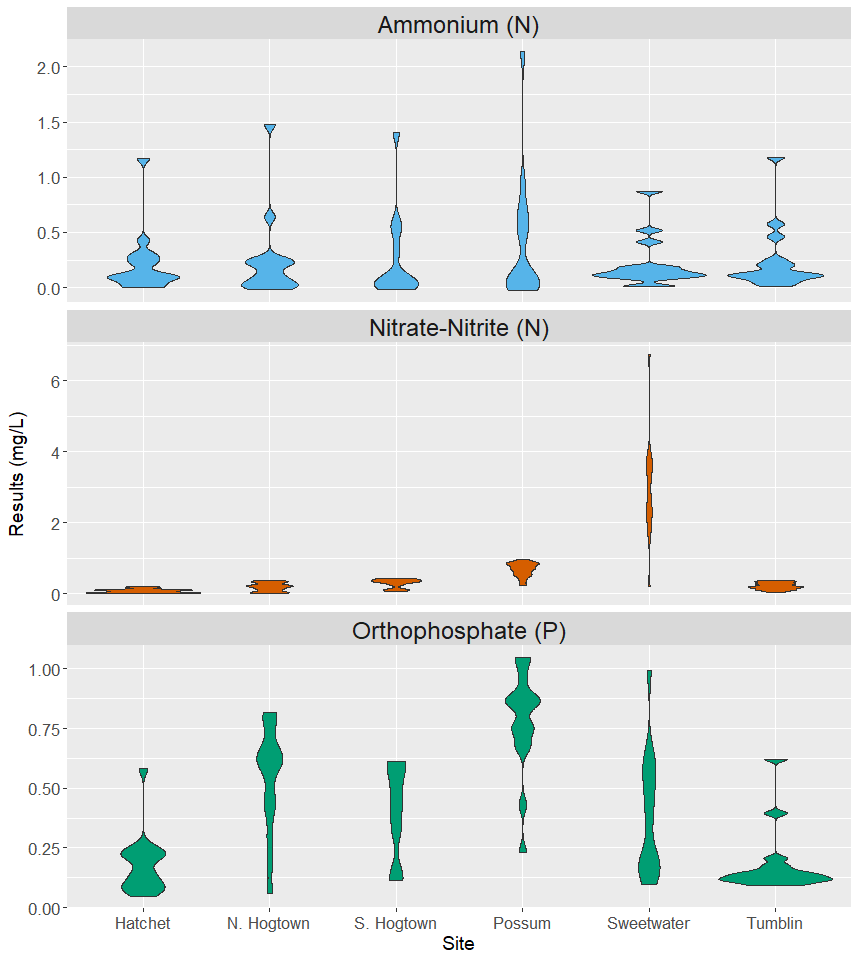 Ammonium (N)
2.0
1.5
1.0
0.5
0.0
Nitrate-Nitrite (N)
6
4
2
0
Orthophosphate (P)
1.00
0.75
0.50
0.25
0.00
Results (mg/L)
Hatchet N. Hogtown S. Hogtown Possum Sweetwater Tumblin
Site